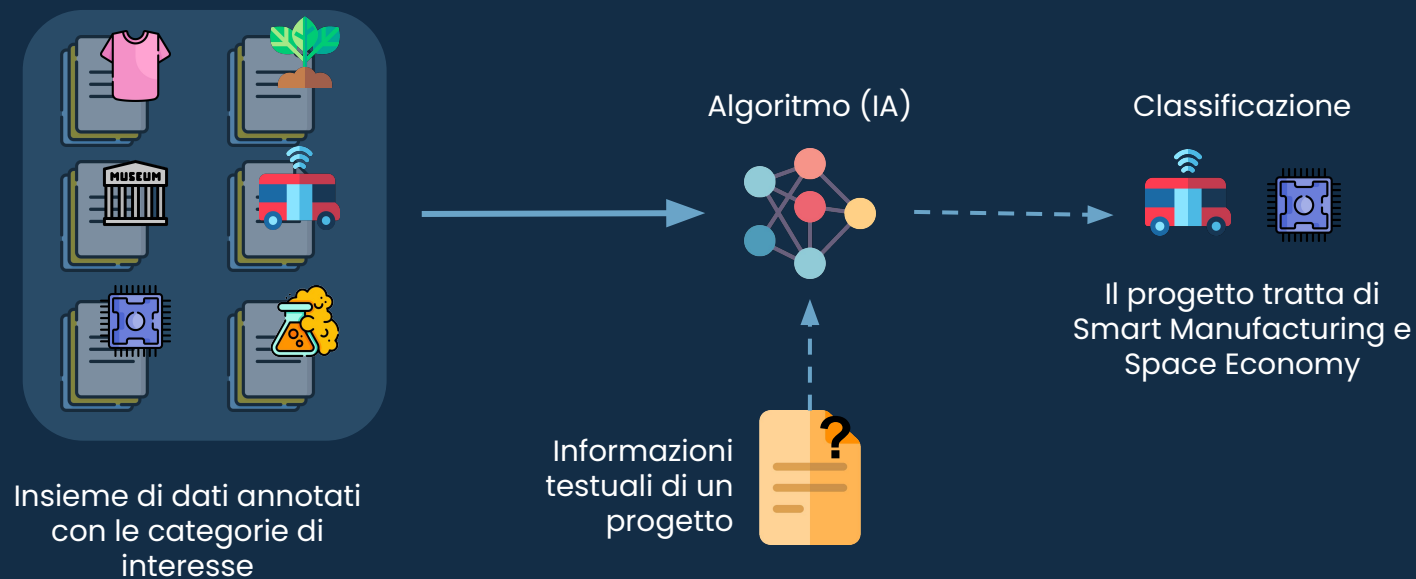 MUSEUM
Insieme di dati annotati
con le categorie di
interesse
Algoritmo (IA)
?
Informazioni
testuali di un
progetto
Classificazione
Il progetto tratta di
Smart Manufacturing e
Space Economy